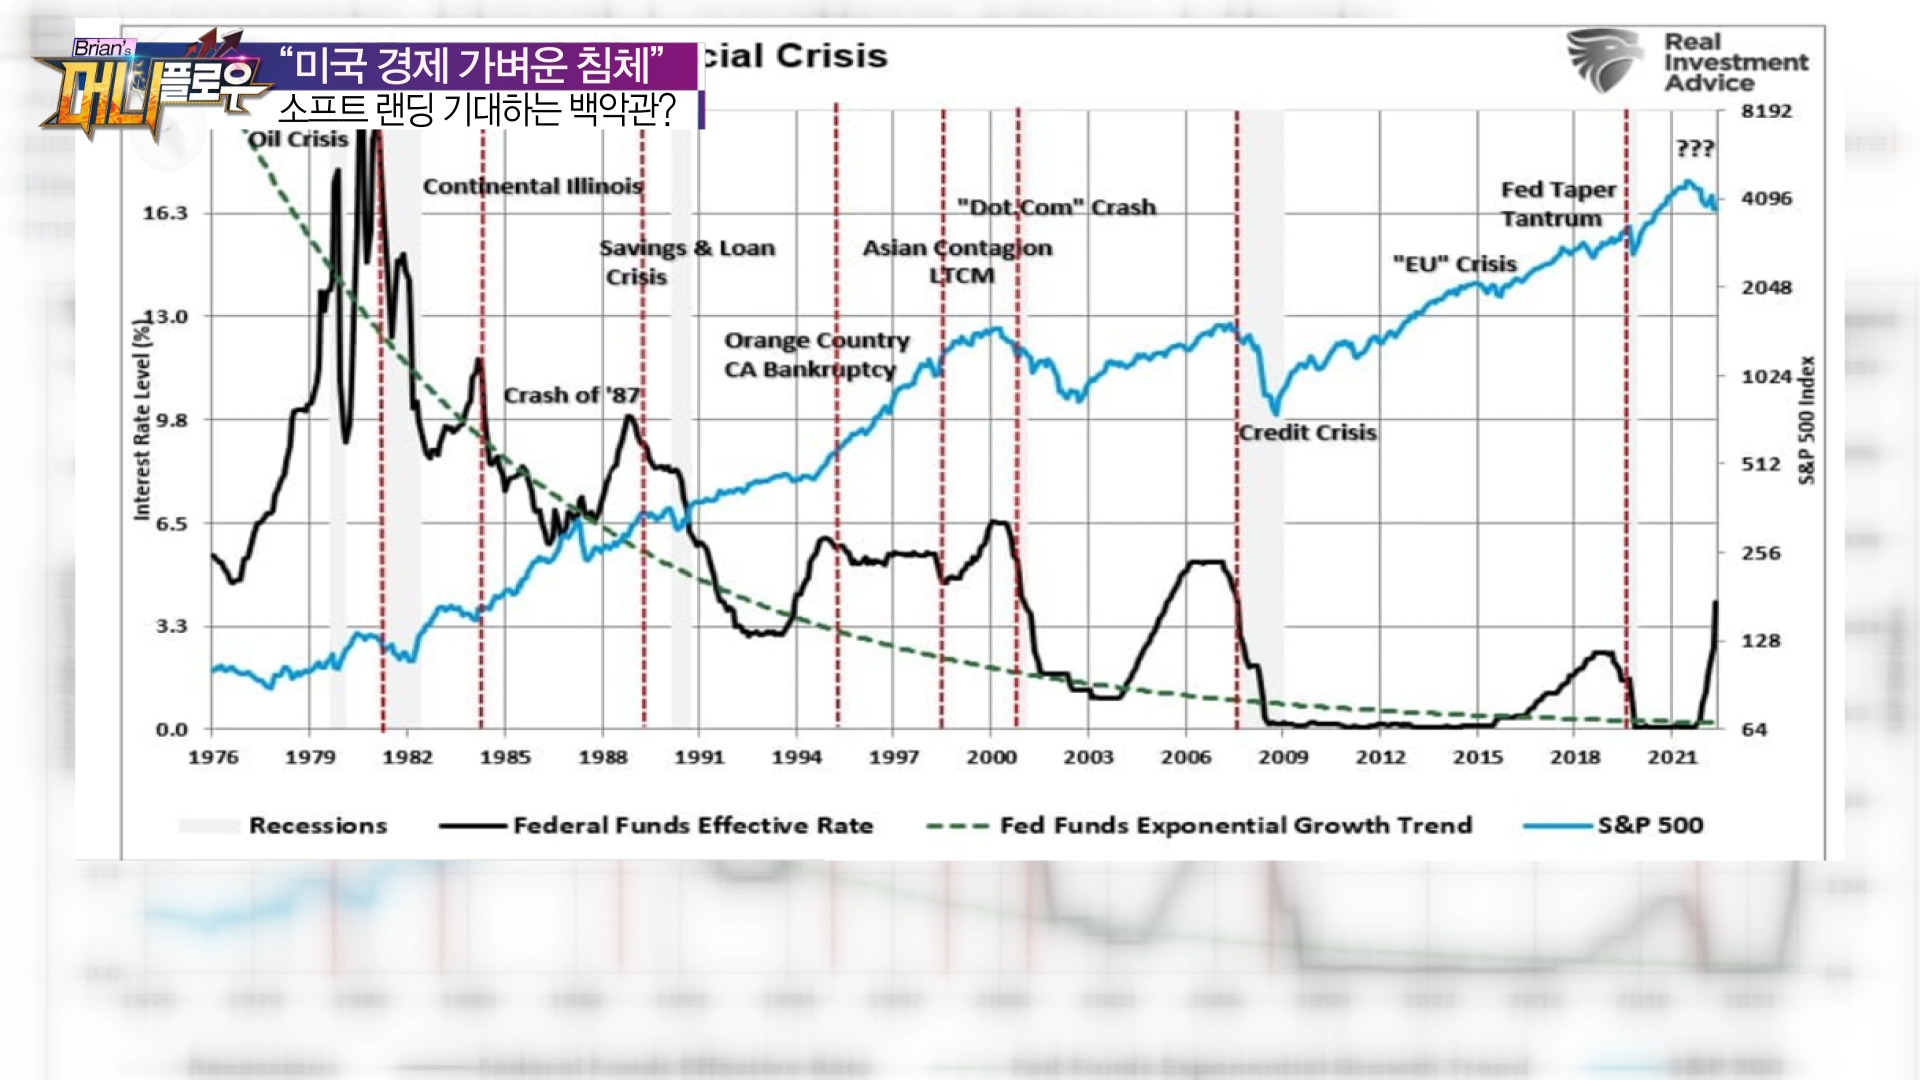 Brian's
머니플로우
“미국 경제 가벼운 침체”
소프트 랜딩 기대하는 백악관?
cial Crisis
Real
Investment
Advice
Oil Crisis
Continental Illinois
Savings & Loan
Crisis
Crash of '87
Orange Country
CA Bankruptcy
Asian Contagion
LTCM
"Dot.Com" Crash
Credit Crisis
"EU" Crisis
Fed Taper
Tantrum
???
Interest Rate Level (%)
16.3
13.0
9.8
6.5
3.3
0.0
S&P 500 Index
8192
4096
2048
1024
512
256
128
64
1976 1979 1982 1985 1988 1991 1994 1997 2000 2003 2006 2009 2012 2015 2018 2021
Recessions Federal Funds Effective Rate Fed Funds Exponential Growth Trend S&P 500